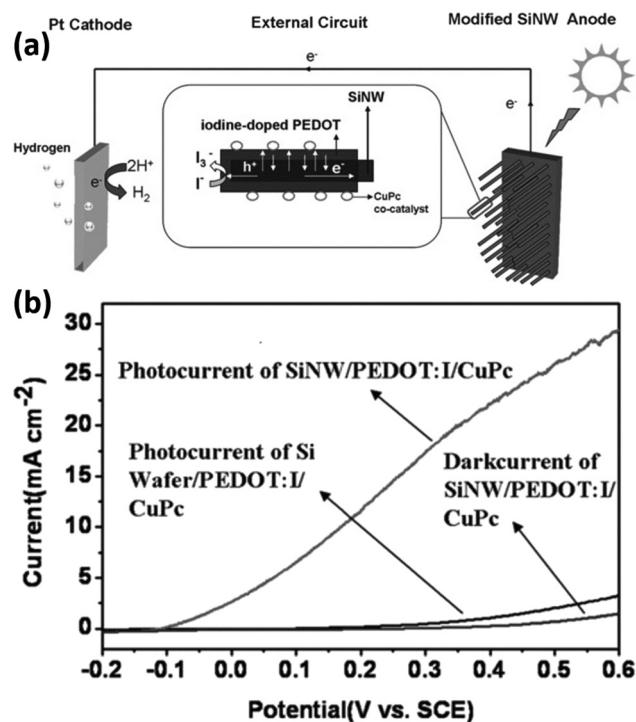 Pt Cathode External Circuit Modified SiNW Anode
(a)
e-
SiNW
iodine-doped PEDOT
e-
Hydrogen
2H+
e-
H2
I3-
I-
h+
e-
CuPc
co-catalyst
(b)
30
25
20
15
10
5
0
Current(mA cm-2)
Photocurrent of SiNW/PEDOT:I/CuPc
Photocurrent of Si
Wafer/PEDOT:I/
CuPc
Darkcurrent of
SiNW/PEDOT:I/
CuPc
-0.2 -0.1 0.0 0.1 0.2 0.3 0.4 0.5 0.6
Potential(V vs. SCE)